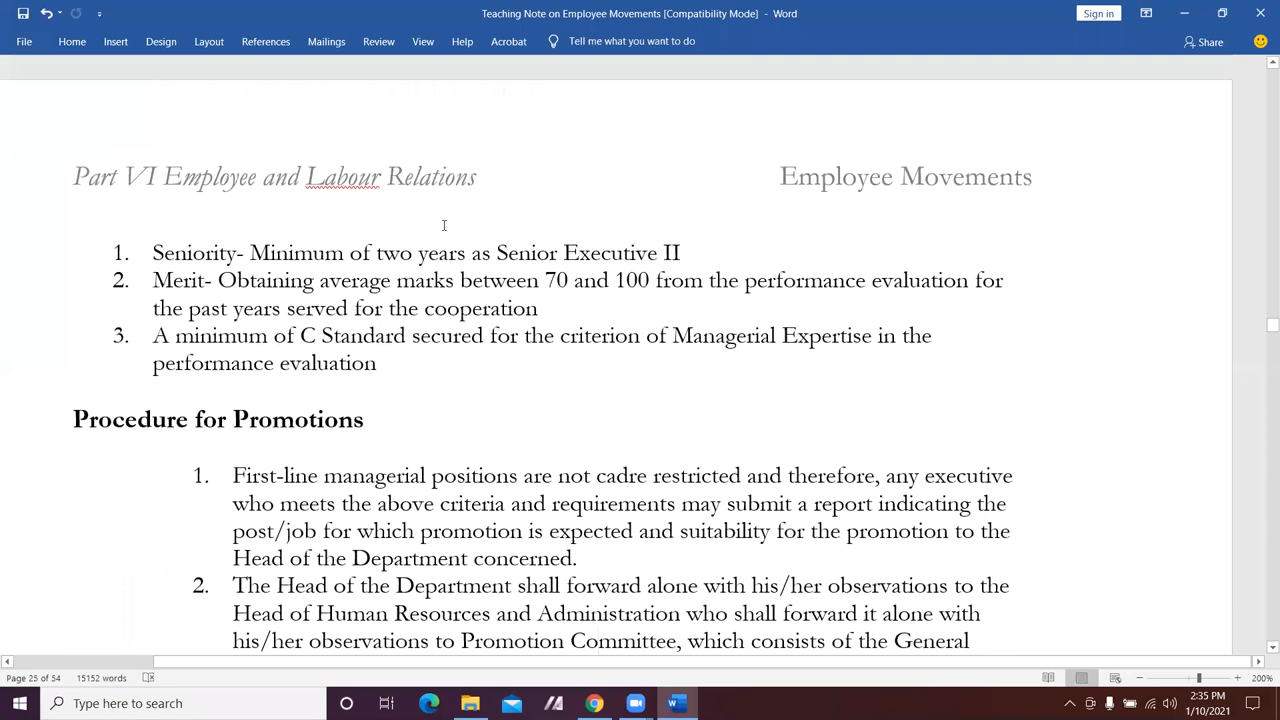 Teaching Note on Employee Movements [Compatibility Mode] - Word
Sign in
File Home Insert Design Layout References Mailings Review View Help Acrobat Tell me what you want to do Share
Part VI Employee and Labour Relations Employee Movements
1. Seniority- Minimum of two years as Senior Executive II
2. Merit- Obtaining average marks between 70 and 100 from the performance evaluation for
the past years served for the cooperation
3. A minimum of C Standard secured for the criterion of Managerial Expertise in the
performance evaluation
Procedure for Promotions
1. First-line managerial positions are not cadre restricted and therefore, any executive
who meets the above criteria and requirements may submit a report indicating the
post/job for which promotion is expected and suitability for the promotion to the
Head of the Department concerned.
2. The Head of the Department shall forward alone with his/her observations to the
Head of Human Resources and Administration who shall forward it alone with
his/her observations to Promotion Committee, which consists of the General
Page 25 of 54 15152 words 200%
Type here to search
2:35 PM
1/10/2021